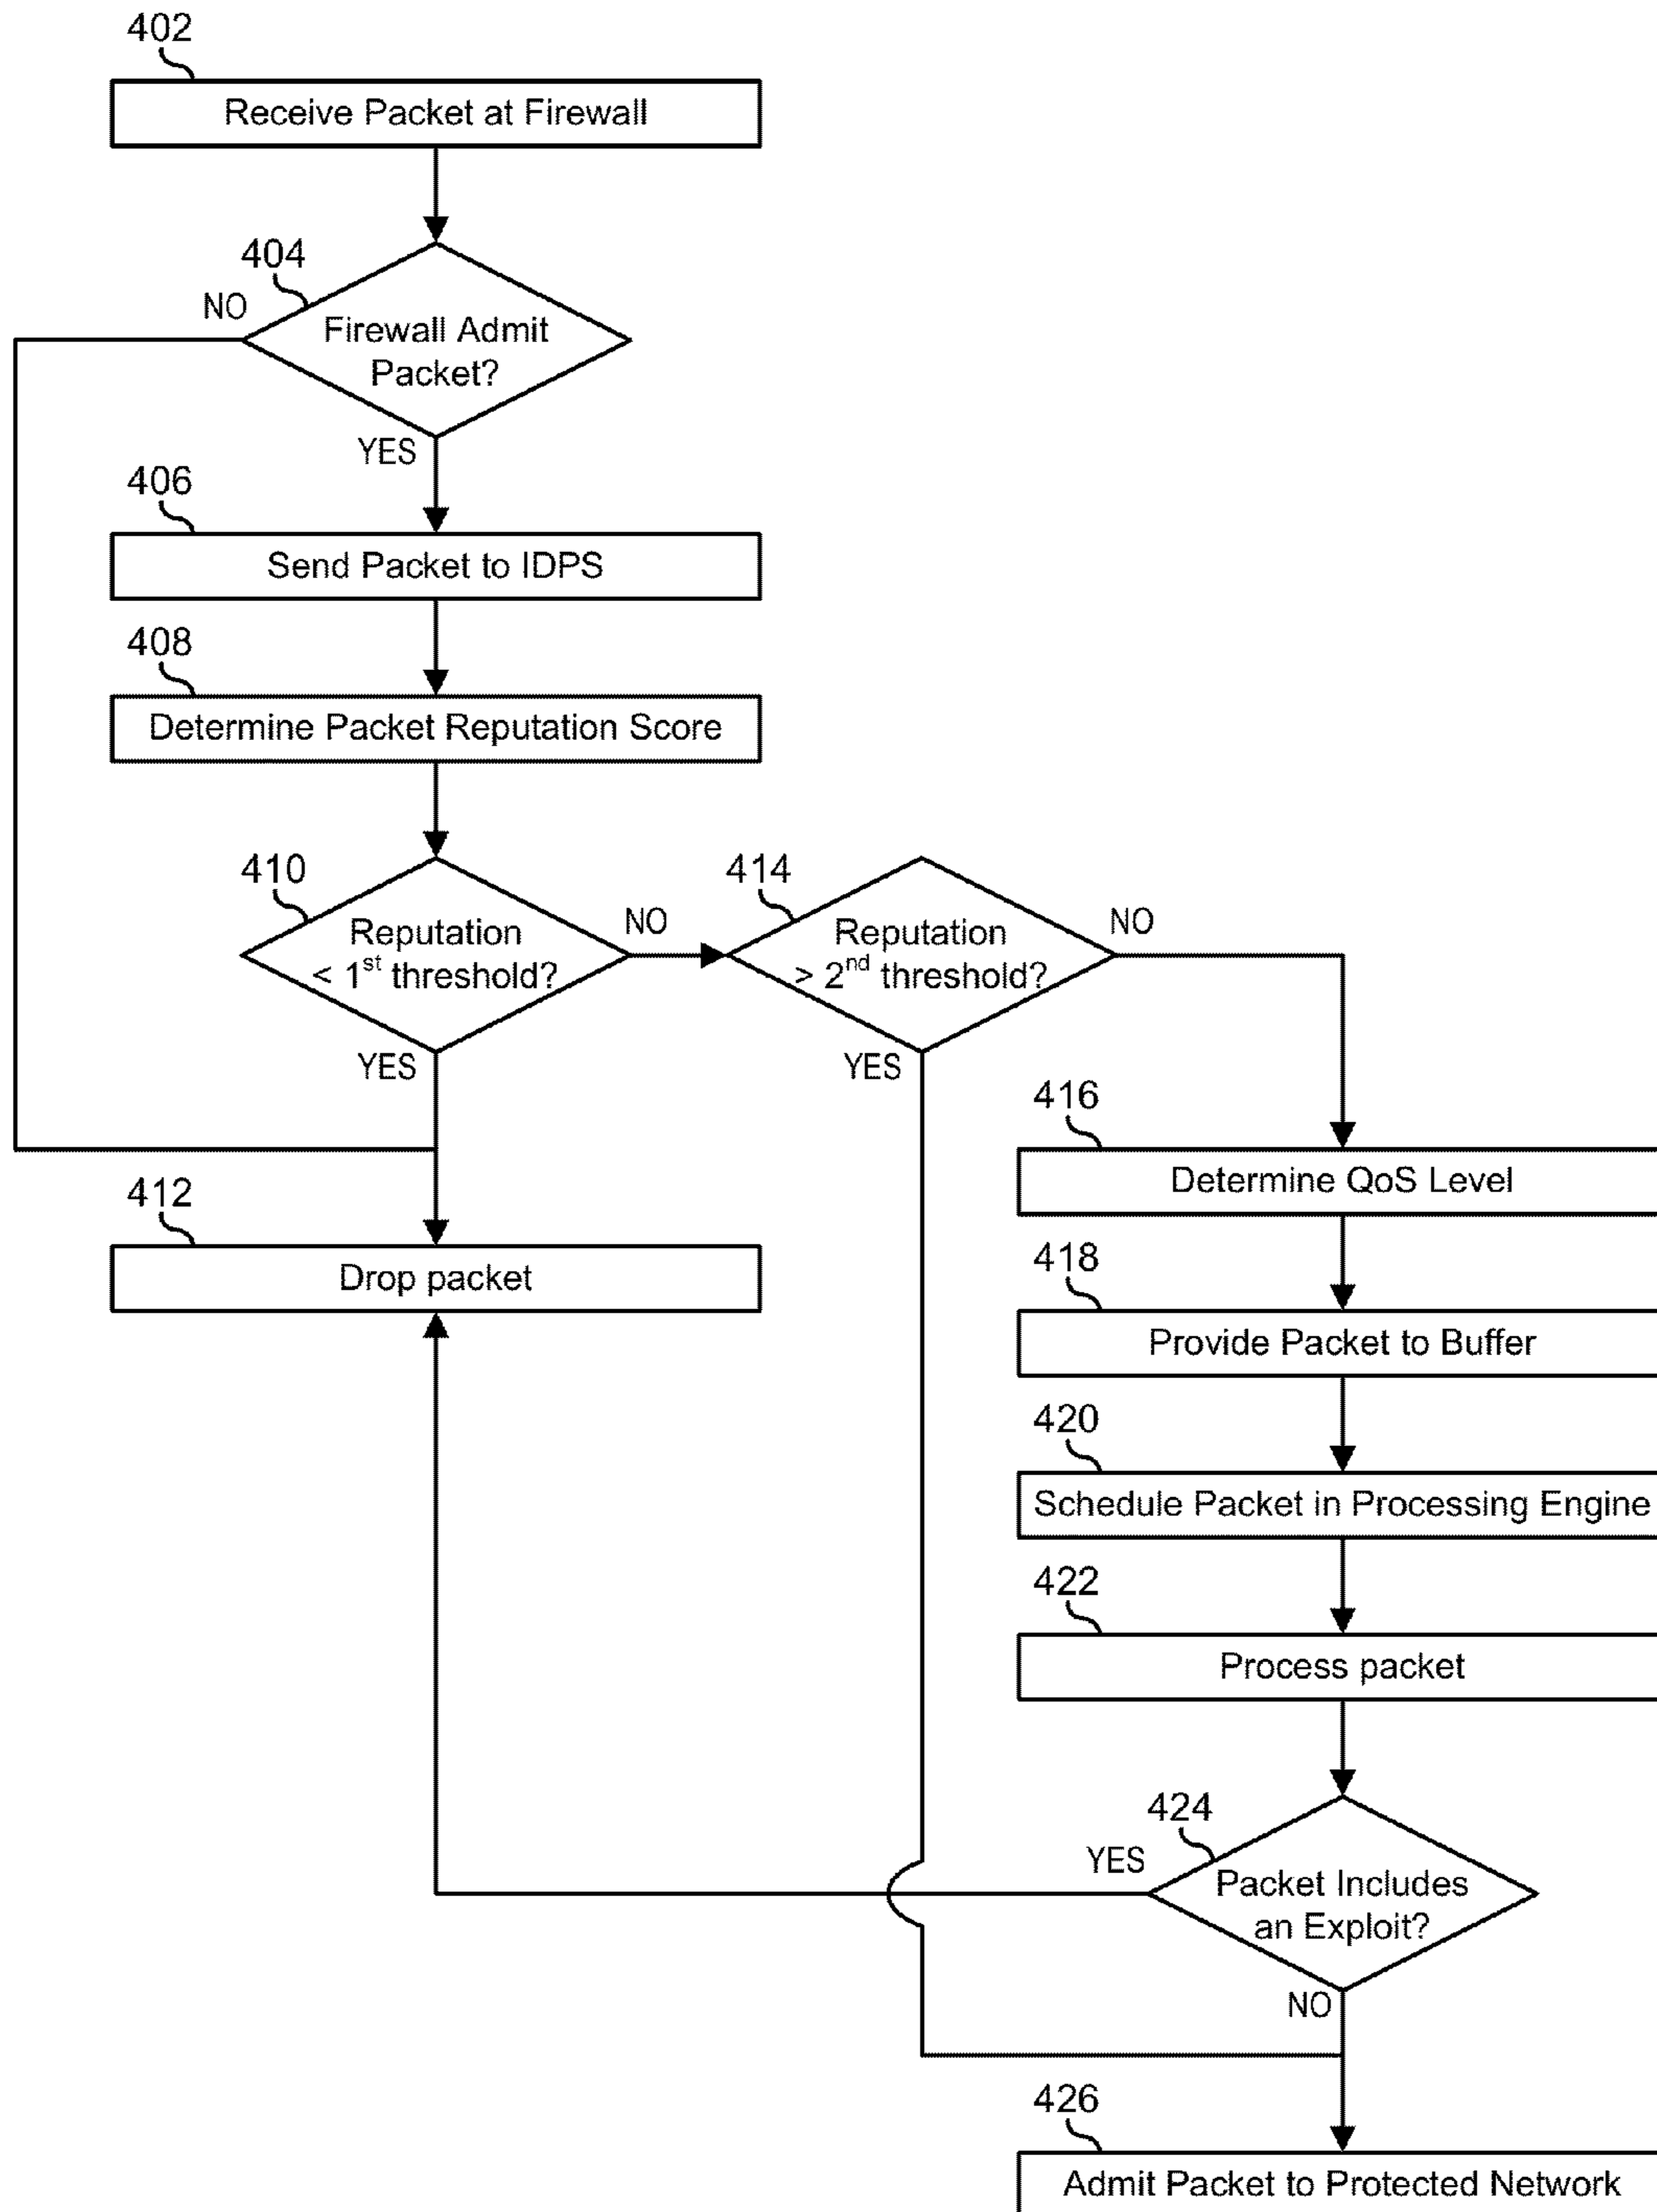 402
Receive Packet at Firewall
404
NO
Firewall Admit
Packet?
YES
406
Send Packet to IDPS
408
Determine Packet Reputation Score
410
Reputation
< 1st threshold?
NO
YES
414
Reputation
> 2nd threshold?
NO
YES
412
Drop packet
416
Determine QoS Level
418
Provide Packet to Buffer
420
Schedule Packet in Processing Engine
422
Process packet
424
YES
Packet Includes
an Exploit?
NO
426
Admit Packet to Protected Network